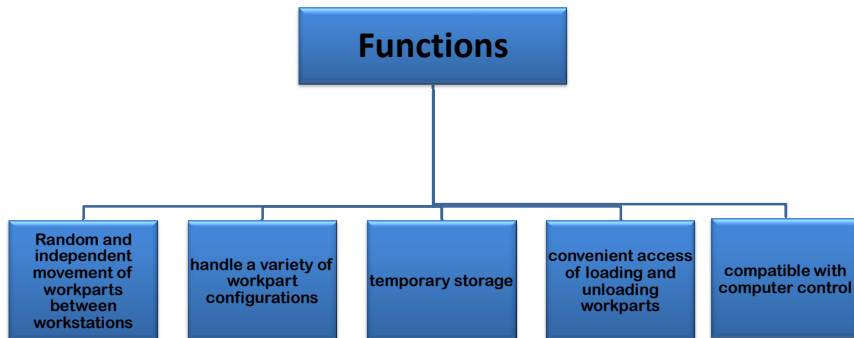 Functions
Random and
independent
movement of
workparts
between
workstations
handle a variety of
workpart
configurations
temporary storage
convenient access
of loading and
unloading
workparts
compatible with
computer control